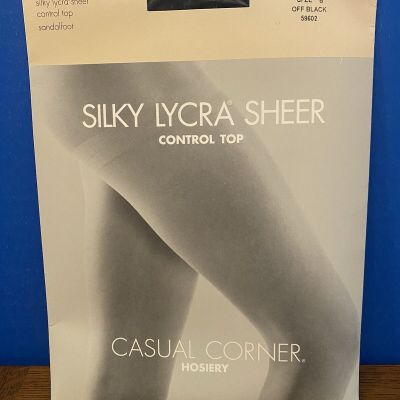 silky lycra sheer
control top
sandalfoot
SIZE B
OFF BLACK
59602
SILKY LYCRA® SHEER
CONTROL TOP
CASUAL CORNER®
HOSIERY